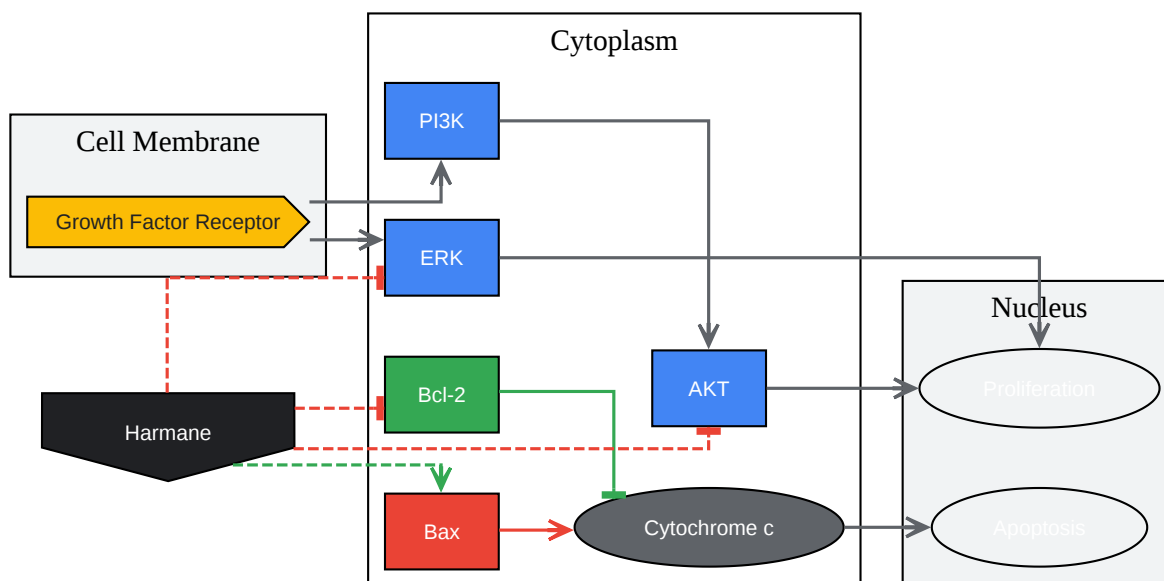 Cytoplasm
PI3K
Cell Membrane
Growth Factor Receptor
ERK
Nucleus
Bcl-2
AKT
Proliferation
Harmane
Bax
Cytochrome c
Apoptosis